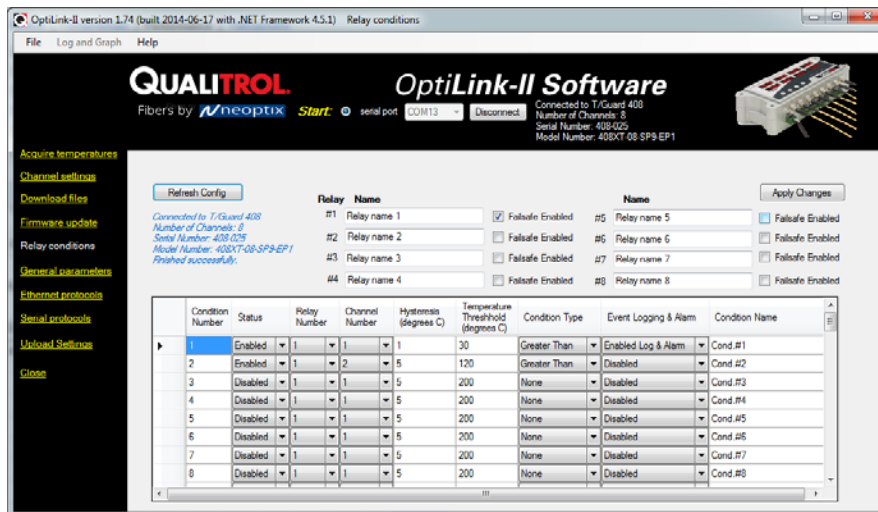 OptiLink-II version 1.74 (built 2014-06-17 with .NET Framework 4.5.1) Relay conditions
File Log and Graph Help
QUALITROL.
Fibers by neoptix
OptiLink-II Software
Start: serial port COM13 Disconnect
Connected to T/Guard 408
Number of Channels: 8
Serial Number: 408-025
Model Number: 408XT-08-SP9-EP1
Acquire temperatures
Channel settings
Download files
Firmware update
Relay conditions
General parameters
Ethernet protocols
Serial protocols
Upload Settings
Close
Refresh Config
Connected to T/Guard 408
Number of Channels: 8
Serial Number: 408-025
Model Number: 408XT-08-SP9-EP1
Finished successfully.
Relay Name Name
Apply Changes
#1 Relay name 1 Failsafe Enabled #5 Relay name 5 Failsafe Enabled
#2 Relay name 2 Failsafe Enabled #6 Relay name 6 Failsafe Enabled
#3 Relay name 3 Failsafe Enabled #7 Relay name 7 Failsafe Enabled
#4 Relay name 4 Failsafe Enabled #8 Relay name 8 Failsafe Enabled
Condition Number Status Relay Number Channel Number Hysteresis (degrees C) Temperature Threshhold (degrees C) Condition Type Event Logging & Alarm Condition Name
1 Enabled 1 1 1 30 Greater Than Enabled Log & Alarm Cond.#1
2 Enabled 1 2 5 120 Greater Than Disabled Cond.#2
3 Disabled 1 1 5 200 None Disabled Cond.#3
4 Disabled 1 1 5 200 None Disabled Cond.#4
5 Disabled 1 1 5 200 None Disabled Cond.#5
6 Disabled 1 1 5 200 None Disabled Cond.#6
7 Disabled 1 1 5 200 None Disabled Cond.#7
8 Disabled 1 1 5 200 None Disabled Cond.#8